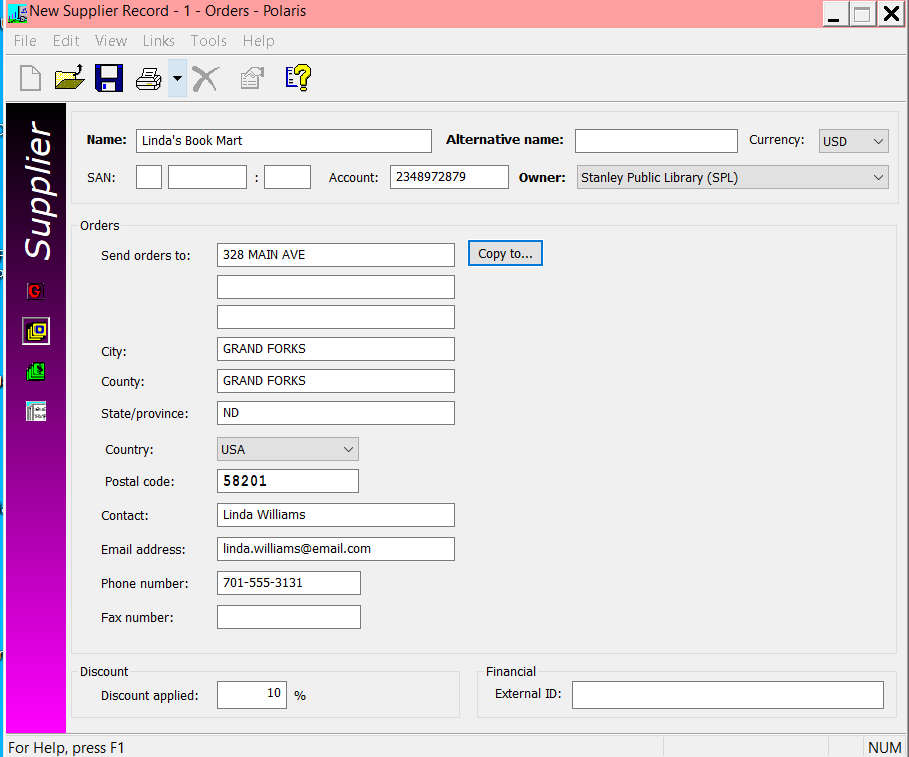 New Supplier Record - 1 - Orders - Polaris
File Edit View Links Tools Help
Supplier
Name: Linda's Book Mart Alternative name: Currency: USD
SAN: : Account: 2348972879 Owner: Stanley Public Library (SPL)
Orders
Send orders to: 328 MAIN AVE Copy to...
City: GRAND FORKS
County: GRAND FORKS
State/province: ND
Country: USA
Postal code: 58201
Contact: Linda Williams
Email address: linda.williams@email.com
Phone number: 701-555-3131
Fax number:
Discount Financial
Discount applied: 10 % External ID:
For Help, press F1 NUM